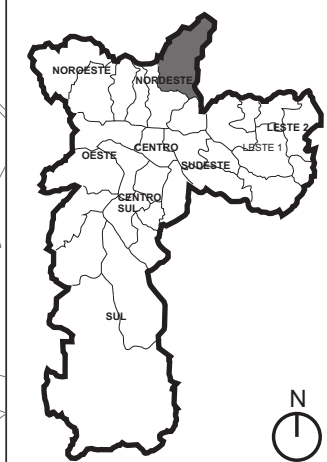 NOROESTE
NORDESTE
LESTE 2
CENTRO
LESTE 1
OESTE
SUDESTE
CENTRO
SUL
SUL
N